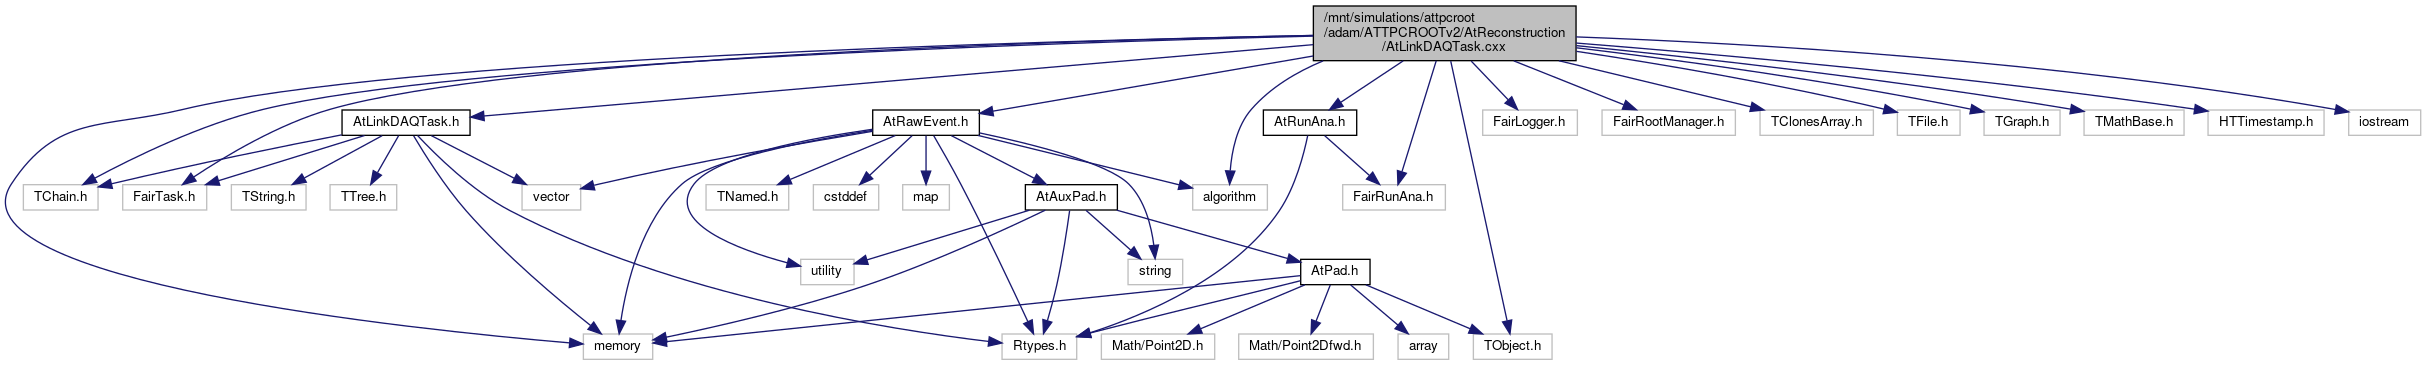 /mnt/simulations/attpcroot
/adam/ATTPCROOTv2/AtReconstruction
/AtLinkDAQTask.cxx
AtLinkDAQTask.h
AtRawEvent.h
AtRunAna.h
FairLogger.h
FairRootManager.h
TClonesArray.h
TFile.h
TGraph.h
TMathBase.h
HTTimestamp.h
iostream
TChain.h
FairTask.h
TString.h
TTree.h
vector
TNamed.h
cstddef
map
AtAuxPad.h
algorithm
FairRunAna.h
utility
string
AtPad.h
memory
Rtypes.h
Math/Point2D.h
Math/Point2Dfwd.h
array
TObject.h